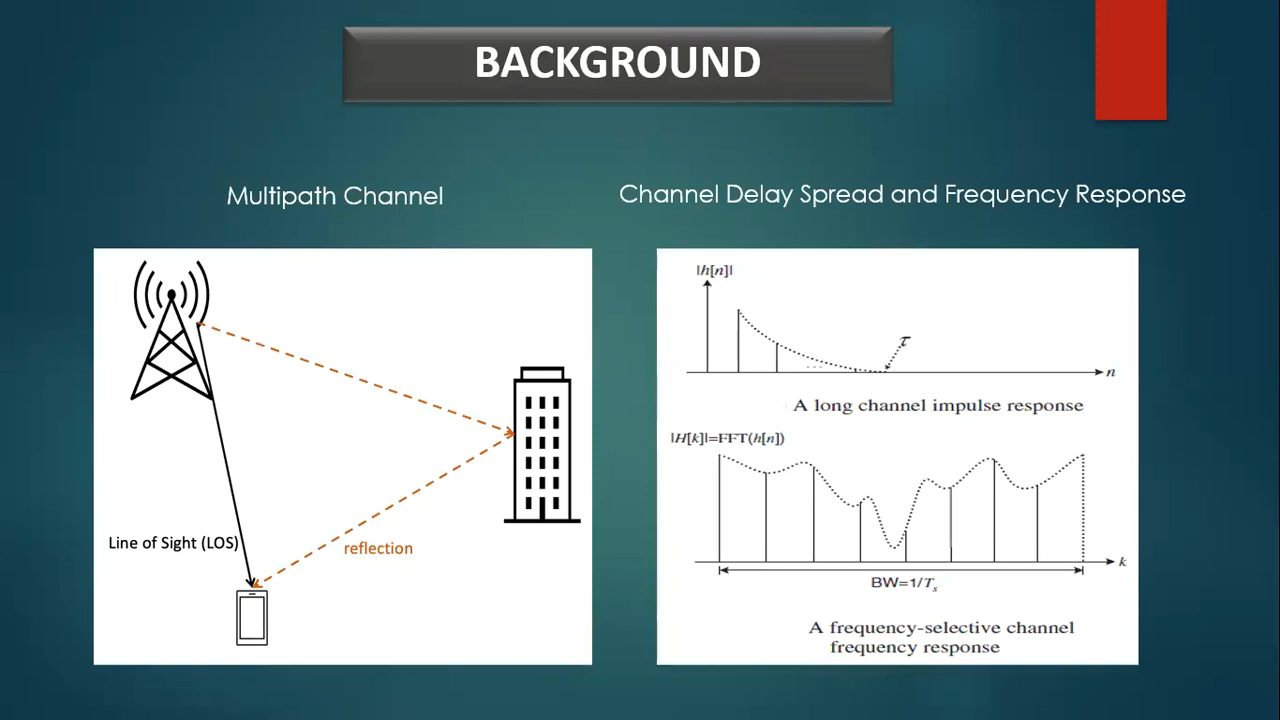 BACKGROUND
Multipath Channel
Line of Sight (LOS)
reflection
Channel Delay Spread and Frequency Response
|h[n]|
τ
n
A long channel impulse response
|H[k]|=FFT(h[n])
k
BW=1/Tₛ
A frequency-selective channel
frequency response